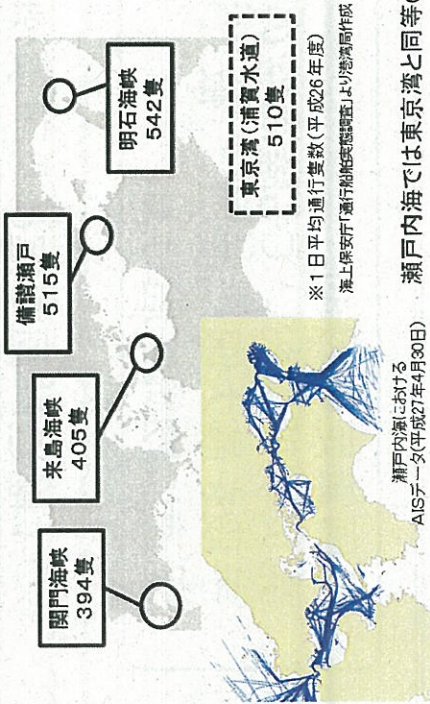 関門海峡
394隻
来島海峡
405隻
備讃瀬戸
515隻
明石海峡
542隻
東京湾(浦賀水道)
510隻
※1日平均通行隻数(平成26年度)
海上保安庁「通行船舶実態調査」より港湾局作成
瀬戸内海における
AISデータ(平成27年4月30日)
瀬戸内海では東京湾と同等の